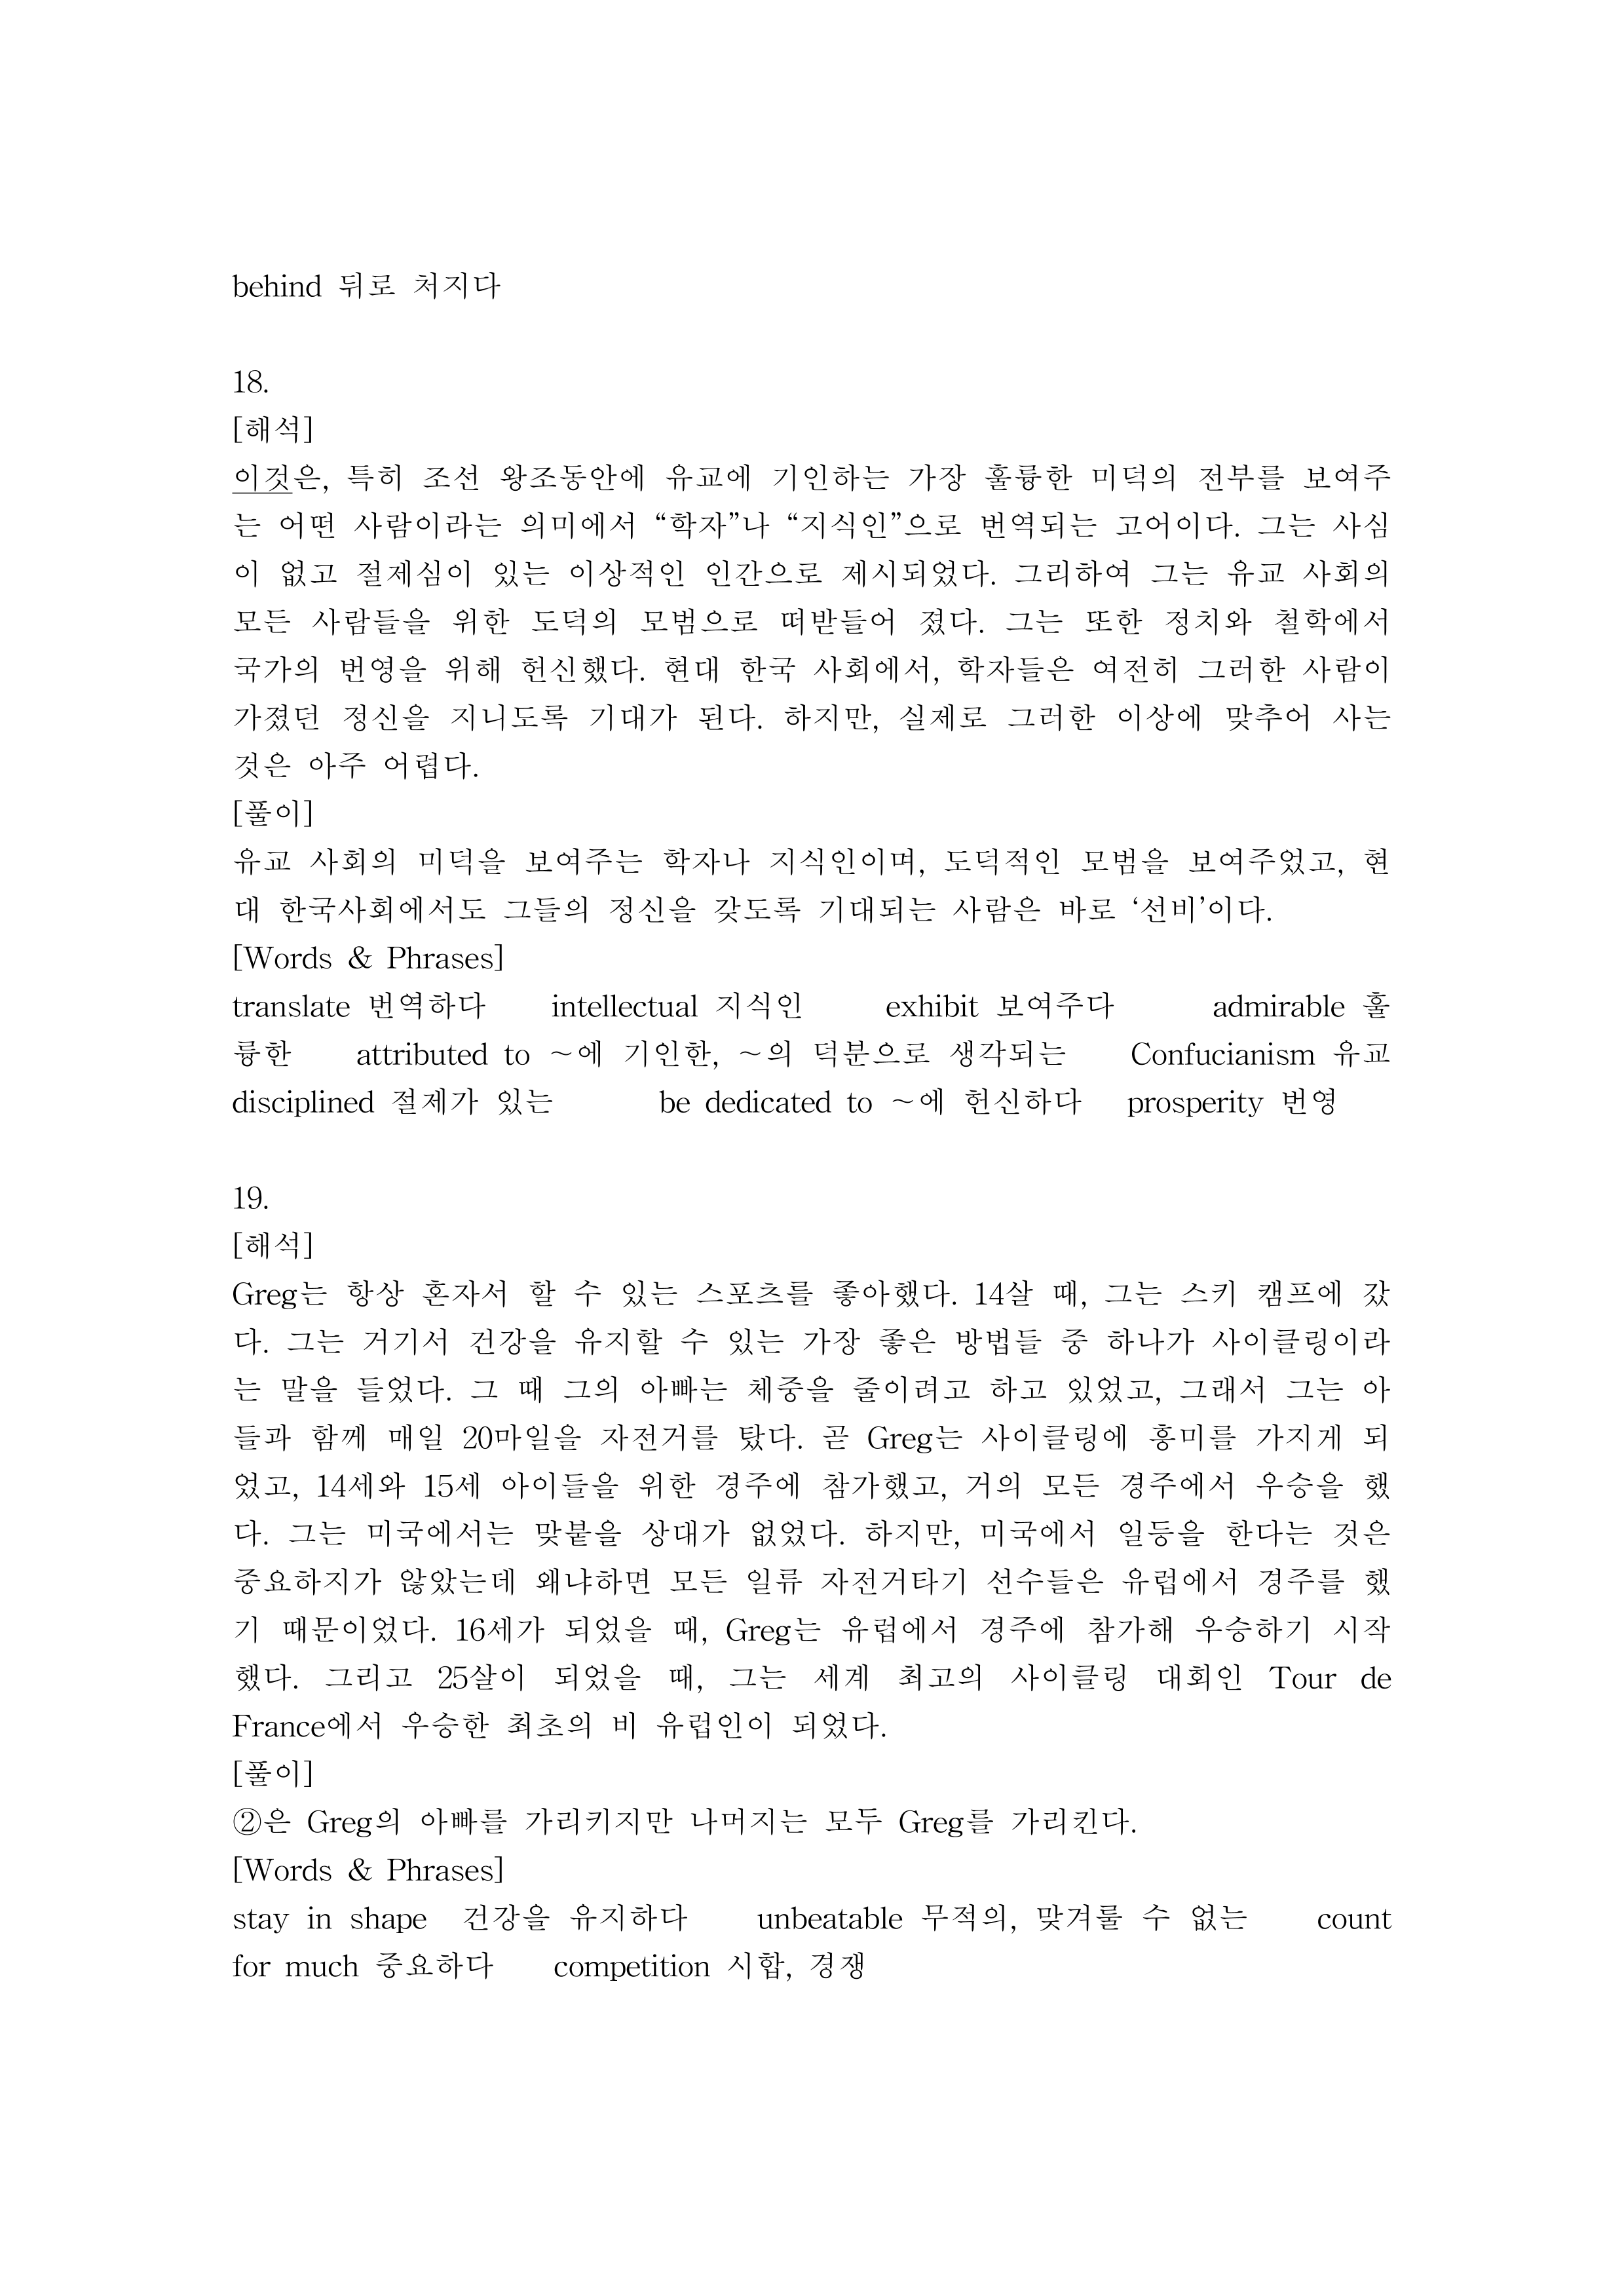 behind 뒤로 처지다
18.
[해석]
이것은, 특히 조선 왕조동안에 유교에 기인하는 가장 훌륭한 미덕의 전부를 보여주
는 어떤 사람이라는 의미에서 “학자”나 “지식인”으로 번역되는 고어이다. 그는 사심
이 없고 절제심이 있는 이상적인 인간으로 제시되었다. 그리하여 그는 유교 사회의
모든 사람들을 위한 도덕의 모범으로 떠받들어 졌다. 그는 또한 정치와 철학에서
국가의 번영을 위해 헌신했다. 현대 한국 사회에서, 학자들은 여전히 그러한 사람이
가졌던 정신을 지니도록 기대가 된다. 하지만, 실제로 그러한 이상에 맞추어 사는
것은 아주 어렵다.
[풀이]
유교 사회의 미덕을 보여주는 학자나 지식인이며, 도덕적인 모범을 보여주었고, 현
대 한국사회에서도 그들의 정신을 갖도록 기대되는 사람은 바로 ‘선비’이다.
[Words & Phrases]
translate 번역하다 intellectual 지식인 exhibit 보여주다 admirable 훌
륭한 attributed to ~에 기인한, ~의 덕분으로 생각되는 Confucianism 유교
disciplined 절제가 있는 be dedicated to ~에 헌신하다 prosperity 번영
19.
[해석]
Greg는 항상 혼자서 할 수 있는 스포츠를 좋아했다. 14살 때, 그는 스키 캠프에 갔
다. 그는 거기서 건강을 유지할 수 있는 가장 좋은 방법들 중 하나가 사이클링이라
는 말을 들었다. 그 때 그의 아빠는 체중을 줄이려고 하고 있었고, 그래서 그는 아
들과 함께 매일 20마일을 자전거를 탔다. 곧 Greg는 사이클링에 흥미를 가지게 되
었고, 14세와 15세 아이들을 위한 경주에 참가했고, 거의 모든 경주에서 우승을 했
다. 그는 미국에서는 맞붙을 상대가 없었다. 하지만, 미국에서 일등을 한다는 것은
중요하지가 않았는데 왜냐하면 모든 일류 자전거타기 선수들은 유럽에서 경주를 했
기 때문이었다. 16세가 되었을 때, Greg는 유럽에서 경주에 참가해 우승하기 시작
했다. 그리고 25살이 되었을 때, 그는 세계 최고의 사이클링 대회인 Tour de
France에서 우승한 최초의 비 유럽인이 되었다.
[풀이]
②은 Greg의 아빠를 가리키지만 나머지는 모두 Greg를 가리킨다.
[Words & Phrases]
stay in shape 건강을 유지하다 unbeatable 무적의, 맞겨룰 수 없는 count
for much 중요하다 competition 시합, 경쟁